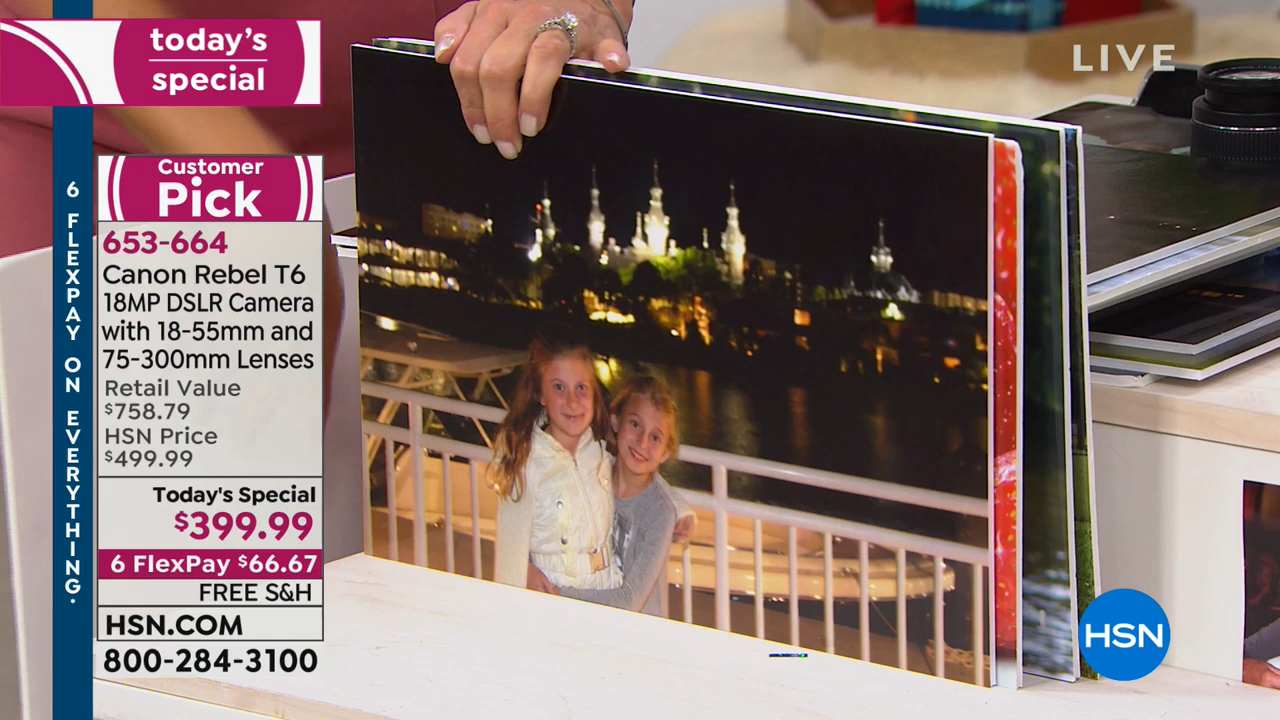 today's
special
6 FLEXPAY ON EVERYTHING.
Customer
Pick
653-664
Canon Rebel T6
18MP DSLR Camera
with 18-55mm and
75-300mm Lenses
Retail Value
$758.79
HSN Price
$499.99
Today's Special
$399.99
6 FlexPay $66.67
FREE S&H
HSN.COM
800-284-3100
LIVE
HSN